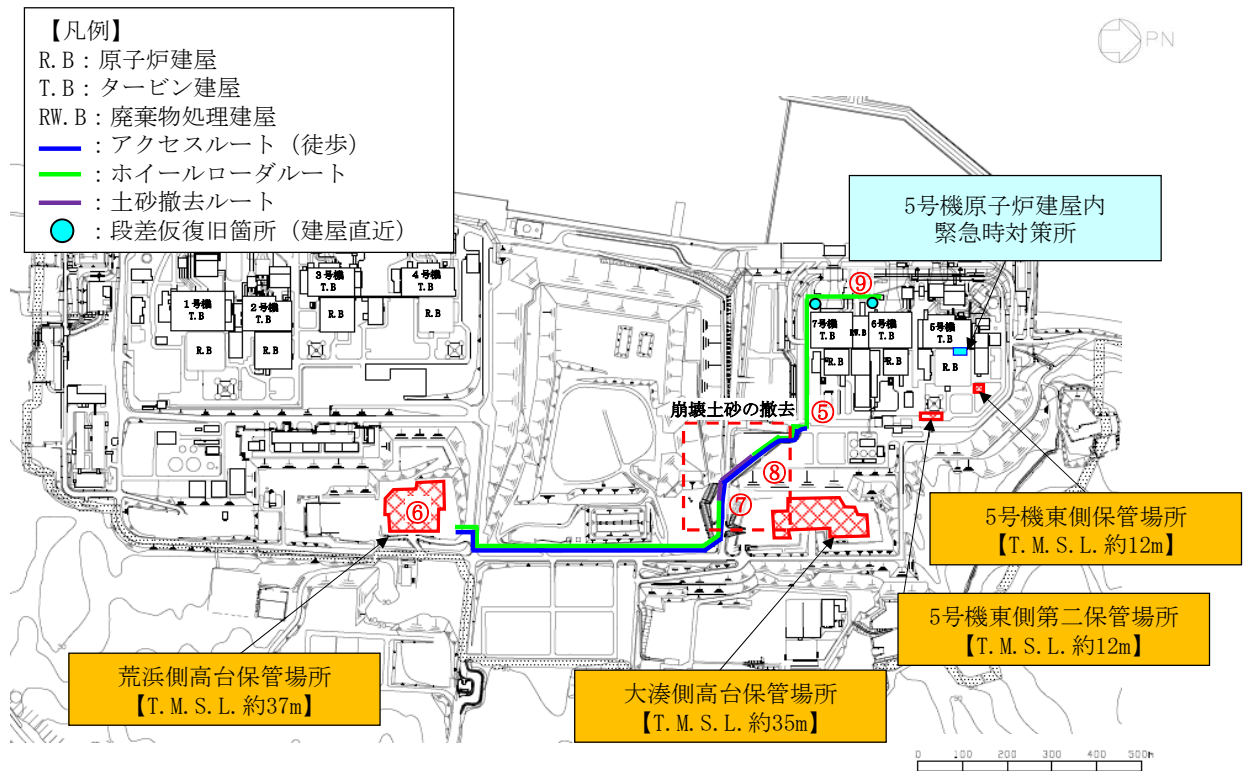 【凡例】
R.B：原子炉建屋
T.B：タービン建屋
RW.B：廃棄物処理建屋
：アクセスルート（徒歩）
：ホイールローダルート
：土砂撤去ルート
：段差仮復旧箇所（建屋直近）
PN
5号機原子炉建屋内
緊急時対策所
1号機
T.B
R.B
2号機
T.B
R.B
3号機
T.B
R.B
4号機
T.B
R.B
⑨
7号機
T.B
R.B
RW.B
6号機
T.B
R.B
5号機
T.B
R.B
崩壊土砂の撤去
⑤
⑧
⑦
⑥
5号機東側保管場所
【T.M.S.L.約12m】
5号機東側第二保管場所
【T.M.S.L.約12m】
荒浜側高台保管場所
【T.M.S.L.約37m】
大湊側高台保管場所
【T.M.S.L.約35m】
0 100 200 300 400 500m